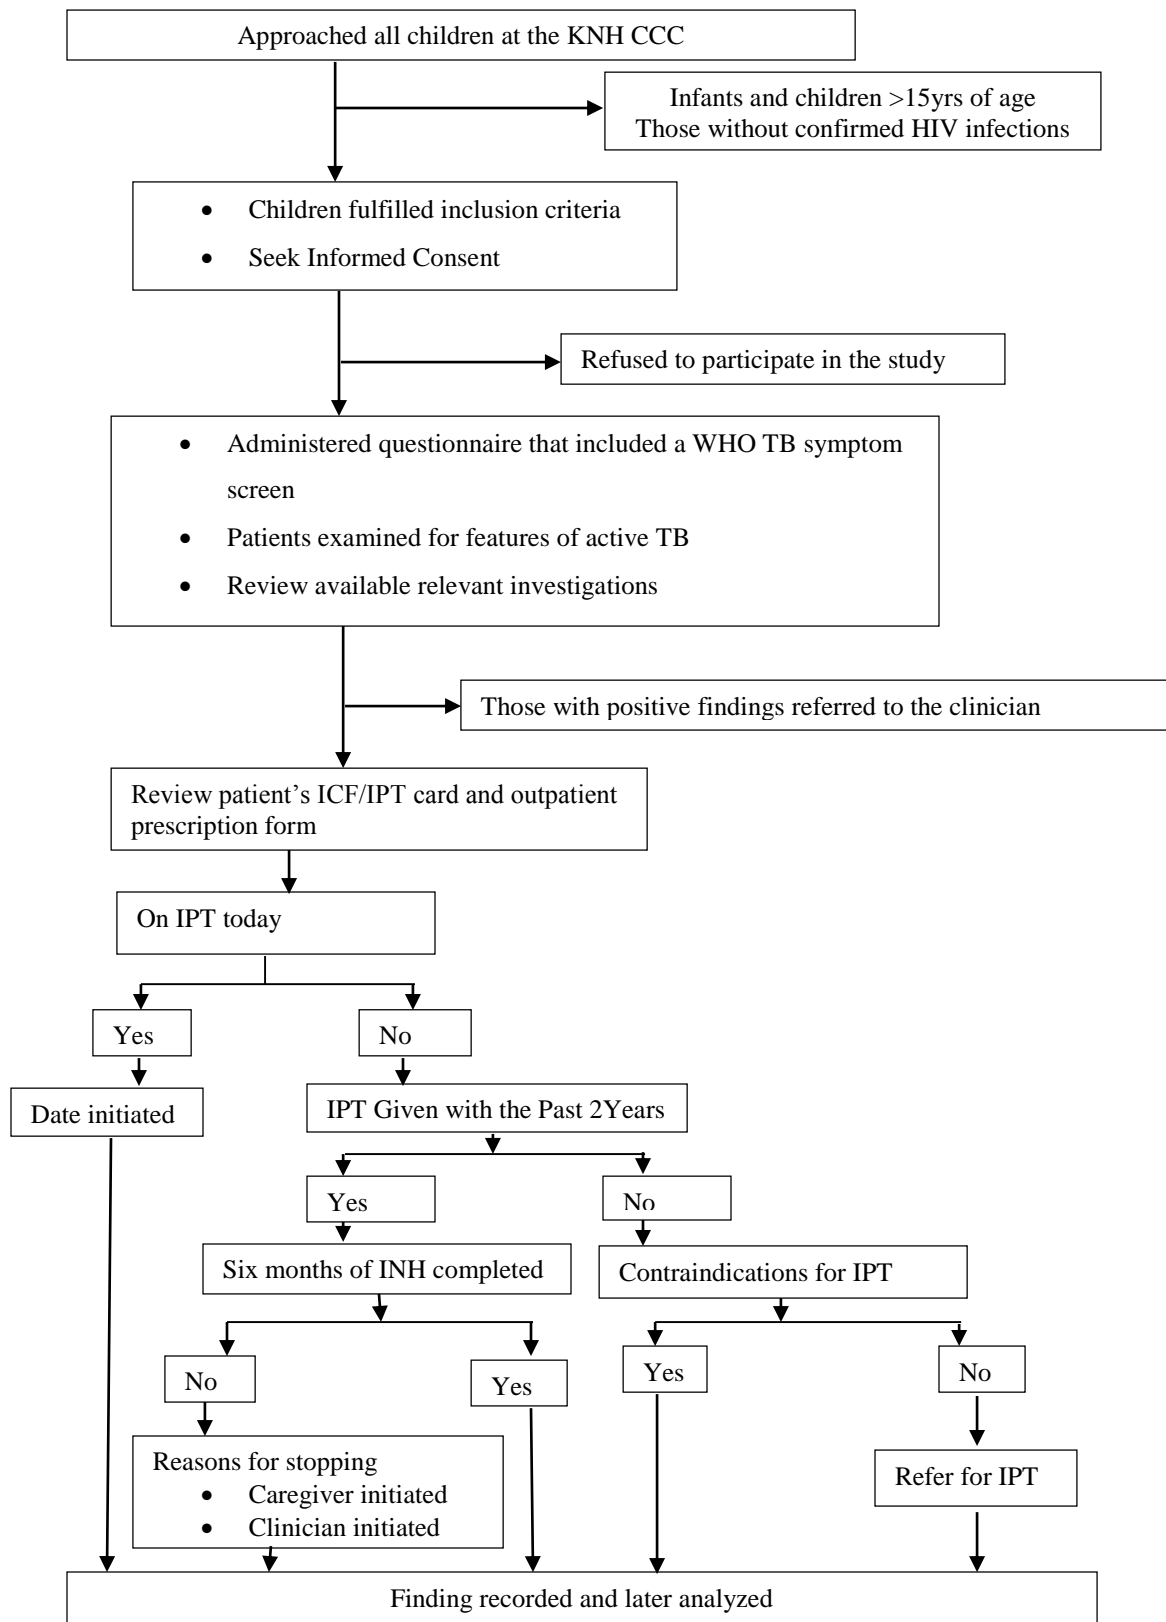 Approached all children at the KNH CCC
Infants and children >15yrs of age
Those without confirmed HIV infections
• Children fulfilled inclusion criteria
• Seek Informed Consent
Refused to participate in the study
• Administered questionnaire that included a WHO TB symptom
screen
• Patients examined for features of active TB
• Review available relevant investigations
Those with positive findings referred to the clinician
Review patient’s ICF/IPT card and outpatient
prescription form
On IPT today
Yes
No
Date initiated
IPT Given with the Past 2Years
Yes
No
Six months of INH completed
Contraindications for IPT
No
Yes
Yes
No
Reasons for stopping
• Caregiver initiated
• Clinician initiated
Refer for IPT
Finding recorded and later analyzed